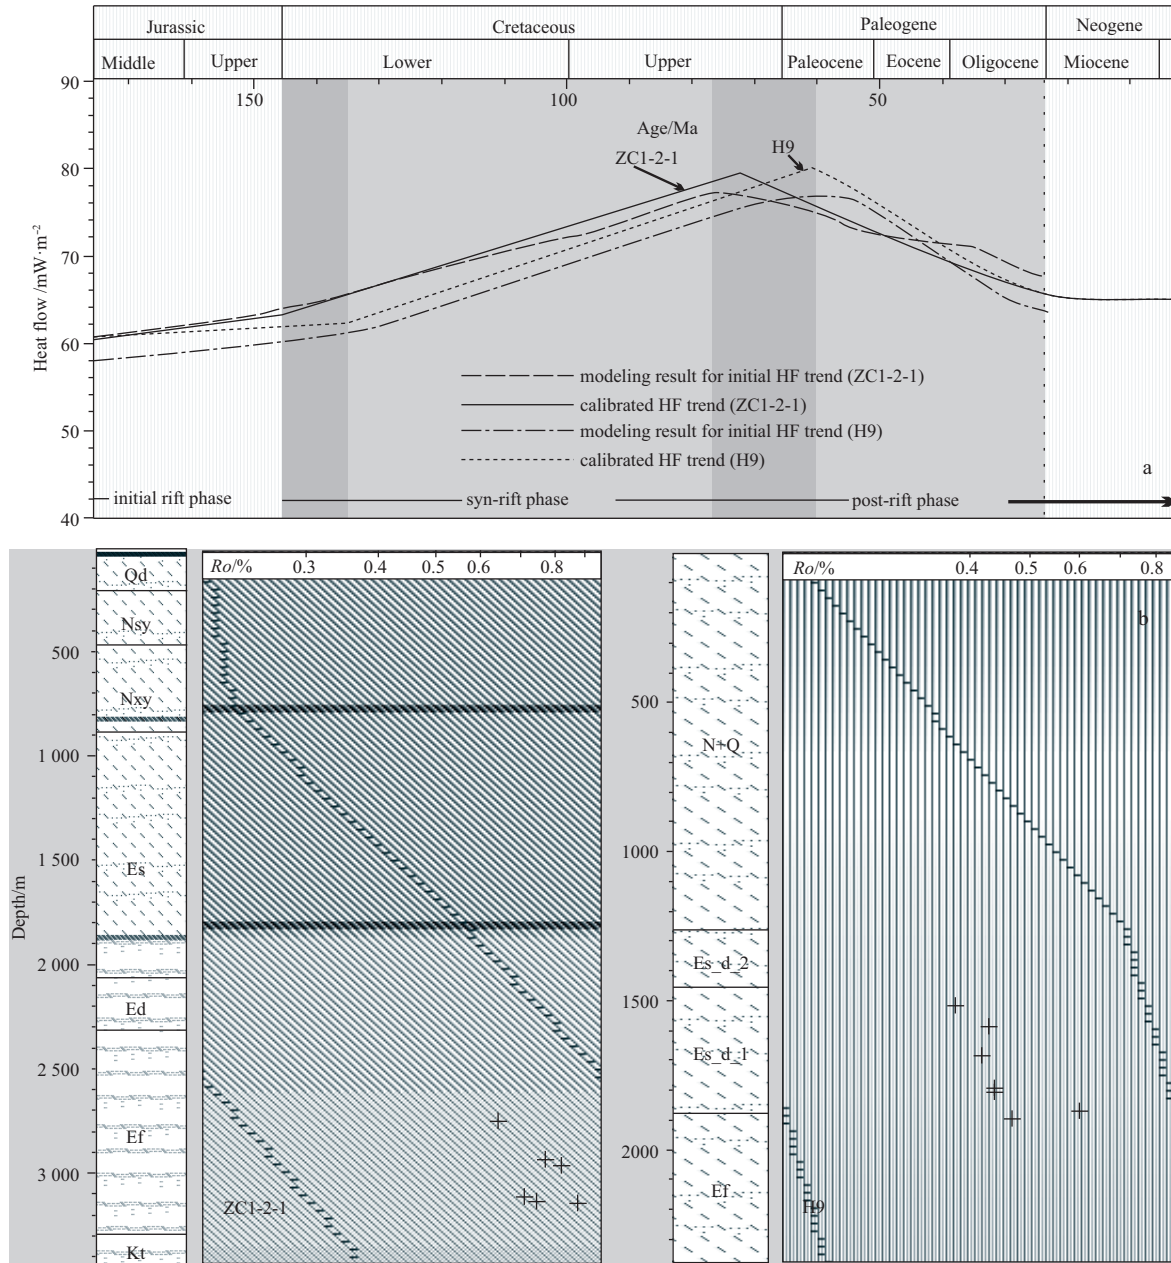 Jurassic Cretaceous Paleogene Neogene
Middle Upper Lower Upper Paleocene Eocene Oligocene Miocene
90
150 100 50
Age/Ma
ZC1-2-1
H9
80
70
60
50
40
Heat flow /mW·m⁻²
modeling result for initial HF trend (ZC1-2-1)
calibrated HF trend (ZC1-2-1)
modeling result for initial HF trend (H9)
calibrated HF trend (H9)
a
initial rift phase syn-rift phase post-rift phase
Ro/% 0.3 0.4 0.5 0.6 0.8
Qd
Nsy
500
Nxy
1 000
1 500
Es
Depth/m
2 000
Ed
2 500
Ef
3 000
ZC1-2-1
Kt
Ro/% 0.4 0.5 0.6 0.8
b
500
N+Q
1000
Es_d_2
1500
Es_d_1
2000
Ef
H9